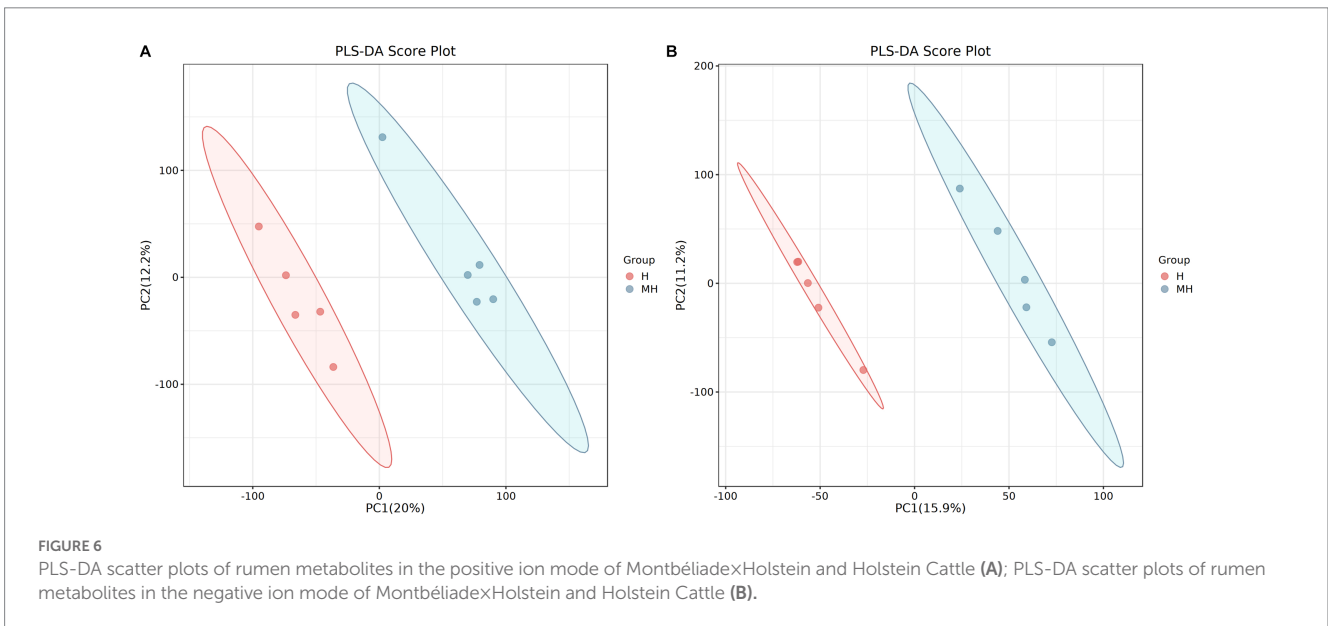 A
PLS-DA Score Plot
PC2(12.2%)
100
0
-100
-100
0
100
PC1(20%)
Group
H
MH
B
PLS-DA Score Plot
PC2(11.2%)
200
100
0
-100
-100
-50
0
50
100
PC1(15.9%)
Group
H
MH
FIGURE 6
PLS-DA scatter plots of rumen metabolites in the positive ion mode of Montbéliade×Holstein and Holstein Cattle (A); PLS-DA scatter plots of rumen
metabolites in the negative ion mode of Montbéliade×Holstein and Holstein Cattle (B).